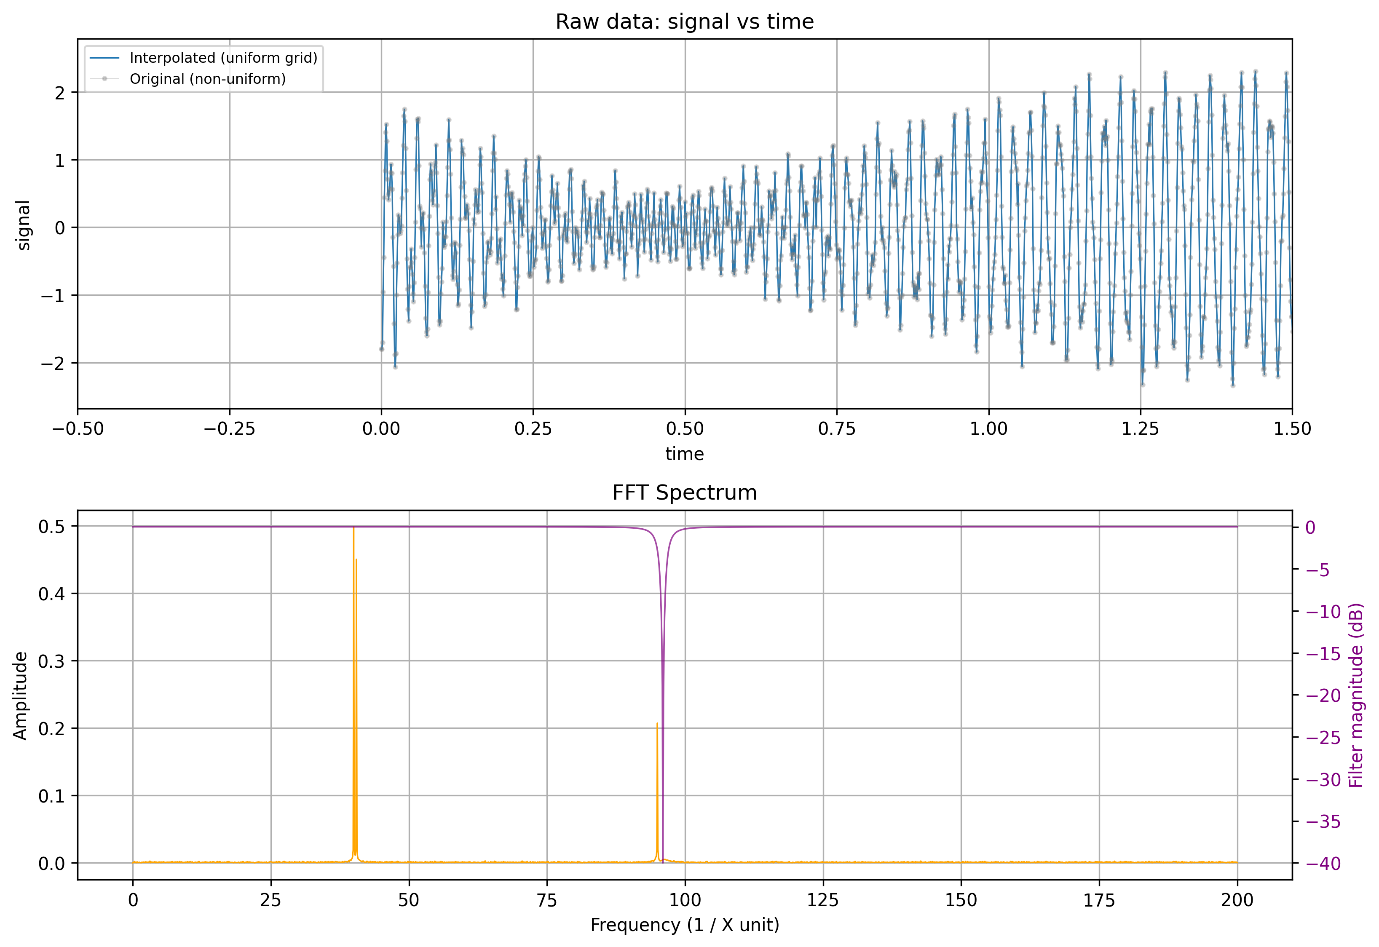 Raw data: signal vs time
Interpolated (uniform grid)
Original (non-uniform)
signal
2
1
0
−1
−2
−0.50 −0.25 0.00 0.25 0.50 0.75 1.00 1.25 1.50
time
FFT Spectrum
Amplitude
0.5
0.4
0.3
0.2
0.1
0.0
0
−5
−10
−15
−20
−25
−30
−35
−40
Filter magnitude (dB)
0 25 50 75 100 125 150 175 200
Frequency (1 / X unit)